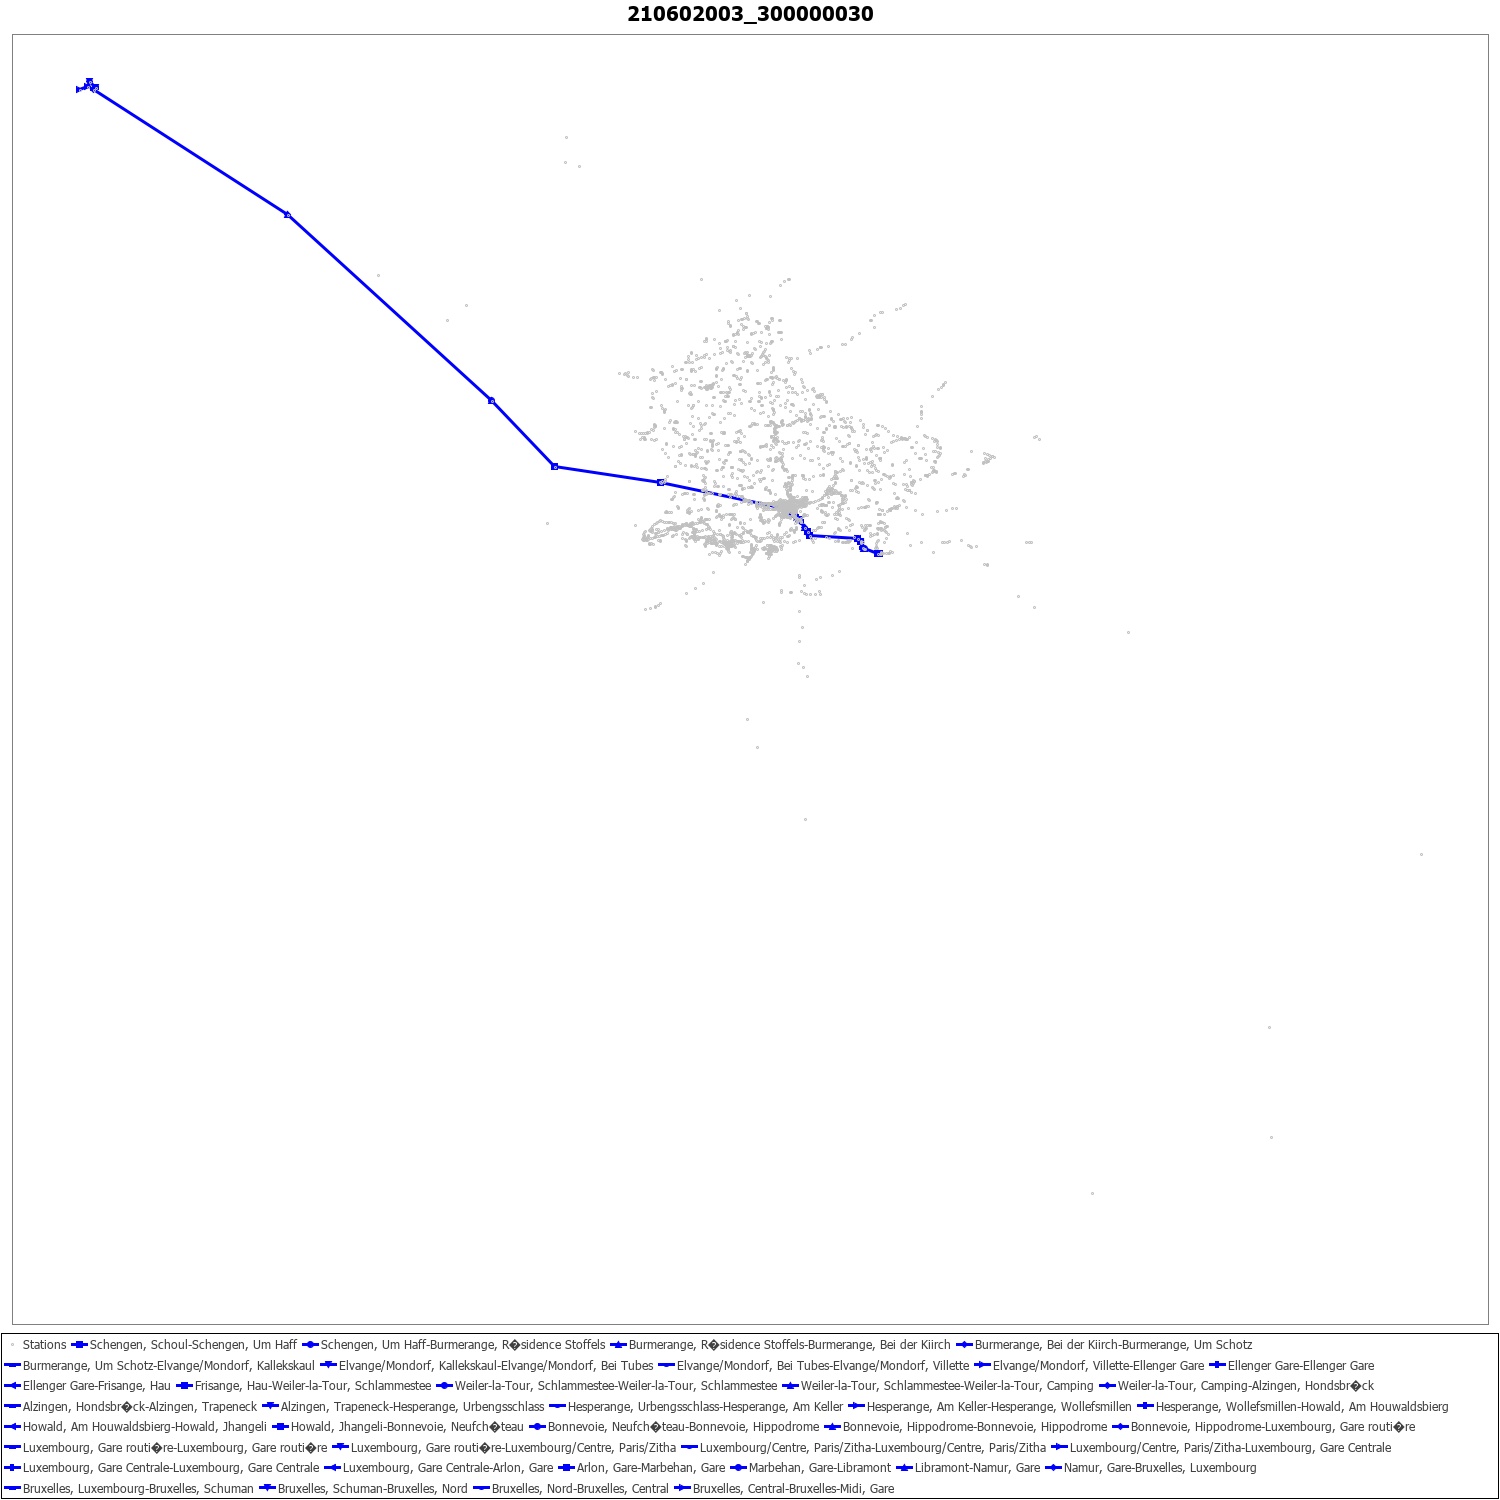 210602003_300000030
Stations Schengen, Schoul-Schengen, Um Haff Schengen, Um Haff-Burmerange, R�sidence Stoffels Burmerange, R�sidence Stoffels-Burmerange, Bei der Kiirch Burmerange, Bei der Kiirch-Burmerange, Um Schotz
Burmerange, Um Schotz-Elvange/Mondorf, Kallekskaul Elvange/Mondorf, Kallekskaul-Elvange/Mondorf, Bei Tubes Elvange/Mondorf, Bei Tubes-Elvange/Mondorf, Villette Elvange/Mondorf, Villette-Ellenger Gare Ellenger Gare-Ellenger Gare
Ellenger Gare-Frisange, Hau Frisange, Hau-Weiler-la-Tour, Schlammestee Weiler-la-Tour, Schlammestee-Weiler-la-Tour, Schlammestee Weiler-la-Tour, Schlammestee-Weiler-la-Tour, Camping Weiler-la-Tour, Camping-Alzingen, Hondsbr�ck
Alzingen, Hondsbr�ck-Alzingen, Trapeneck Alzingen, Trapeneck-Hesperange, Urbengsschlass Hesperange, Urbengsschlass-Hesperange, Am Keller Hesperange, Am Keller-Hesperange, Wollefsmillen Hesperange, Wollefsmillen-Howald, Am Houwaldsbierg
Howald, Am Houwaldsbierg-Howald, Jhangeli Howald, Jhangeli-Bonnevoie, Neufch�teau Bonnevoie, Neufch�teau-Bonnevoie, Hippodrome Bonnevoie, Hippodrome-Bonnevoie, Hippodrome Bonnevoie, Hippodrome-Luxembourg, Gare routi�re
Luxembourg, Gare routi�re-Luxembourg, Gare routi�re Luxembourg, Gare routi�re-Luxembourg/Centre, Paris/Zitha Luxembourg/Centre, Paris/Zitha-Luxembourg/Centre, Paris/Zitha Luxembourg/Centre, Paris/Zitha-Luxembourg, Gare Centrale
Luxembourg, Gare Centrale-Luxembourg, Gare Centrale Luxembourg, Gare Centrale-Arlon, Gare Arlon, Gare-Marbehan, Gare Marbehan, Gare-Libramont Libramont-Namur, Gare Namur, Gare-Bruxelles, Luxembourg
Bruxelles, Luxembourg-Bruxelles, Schuman Bruxelles, Schuman-Bruxelles, Nord Bruxelles, Nord-Bruxelles, Central Bruxelles, Central-Bruxelles-Midi, Gare